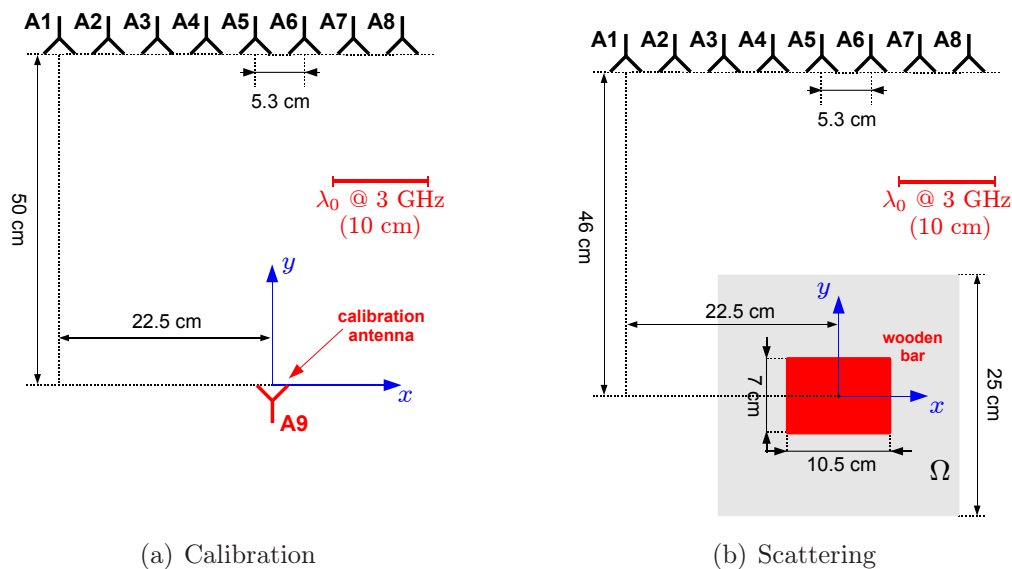 A1 A2 A3 A4 A5 A6 A7 A8
5.3 cm
λ0 @ 3 GHz
(10 cm)
50 cm
y
22.5 cm
calibration
antenna
x
A9
(a) Calibration
A1 A2 A3 A4 A5 A6 A7 A8
5.3 cm
λ0 @ 3 GHz
(10 cm)
46 cm
y
22.5 cm
wooden
bar
7 cm
x
25 cm
10.5 cm
Ω
(b) Scattering